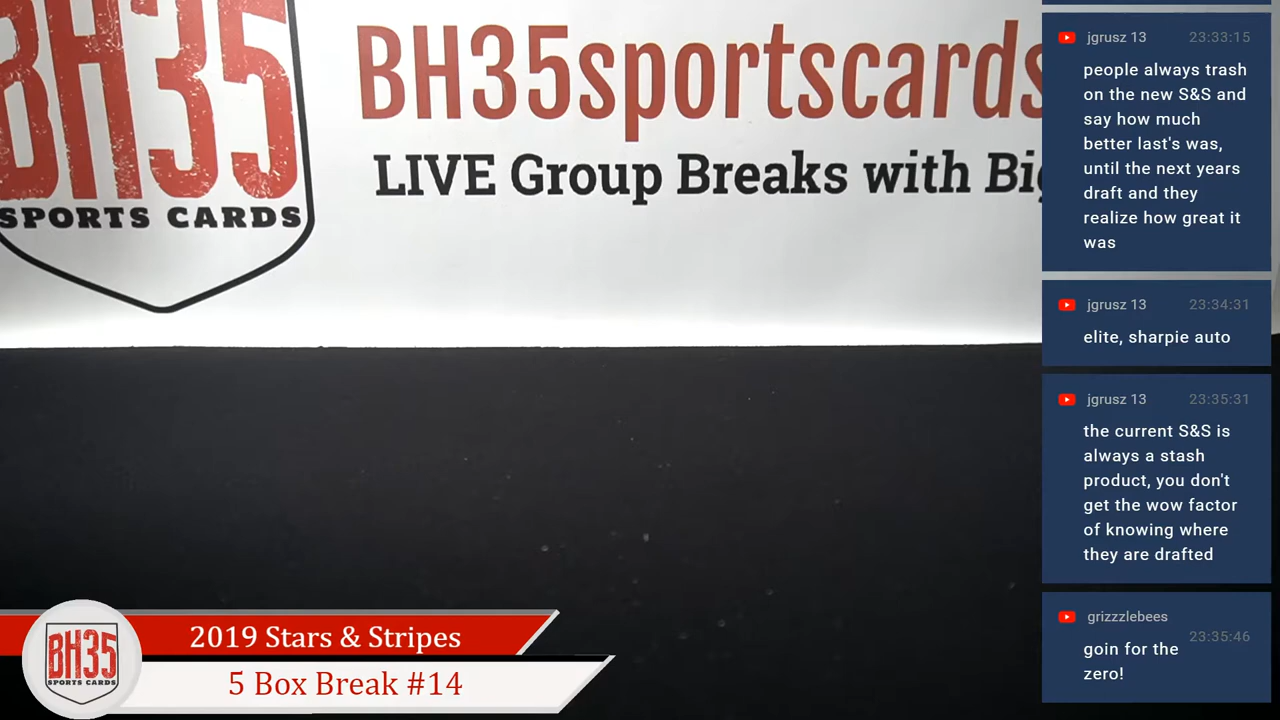 BH35
SPORTS CARDS
BH35sportscards
LIVE Group Breaks with
jgrusz 13 23:33:15
people always trash
on the new S&S and
say how much
better last's was,
until the next years
draft and they
realize how great it
was
jgrusz 13 23:34:31
elite, sharpie auto
jgrusz 13 23:35:31
the current S&S is
always a stash
product, you don't
get the wow factor
of knowing where
they are drafted
grizzzlebees
23:35:46
goin for the
zero!
2019 Stars & Stripes
5 Box Break #14
BH35
SPORTS CARDS